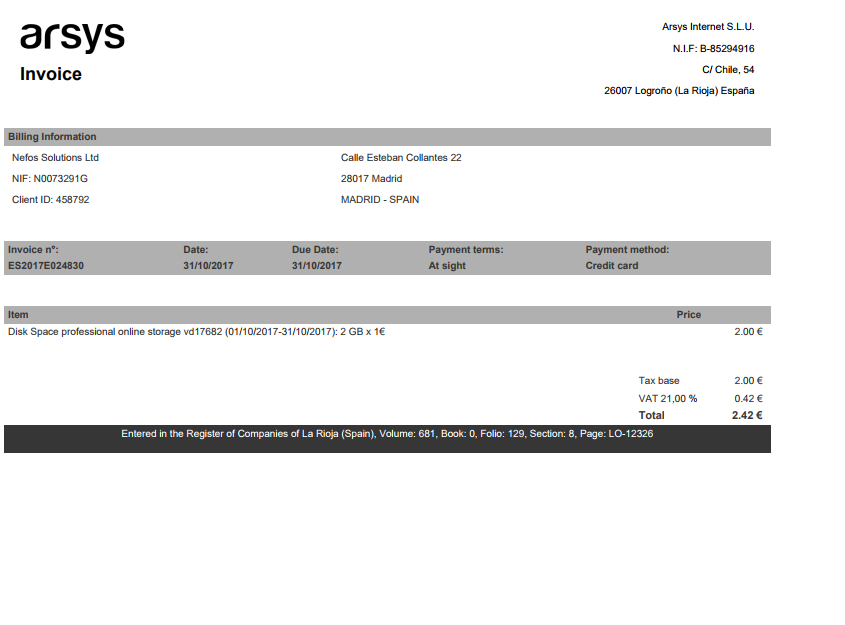 arsys
Invoice
Arsys Internet S.L.U.
N.I.F: B-85294916
C/ Chile, 54
26007 Logroño (La Rioja) España
Billing Information
Nefos Solutions Ltd Calle Esteban Collantes 22
NIF: N0073291G 28017 Madrid
Client ID: 458792 MADRID - SPAIN
Invoice nº: Date: Due Date: Payment terms: Payment method:
ES2017E024830 31/10/2017 31/10/2017 At sight Credit card
Item Price
Disk Space professional online storage vd17682 (01/10/2017-31/10/2017): 2 GB x 1€ 2.00 €
Tax base 2.00 €
VAT 21,00 % 0.42 €
Total 2.42 €
Entered in the Register of Companies of La Rioja (Spain), Volume: 681, Book: 0, Folio: 129, Section: 8, Page: LO-12326